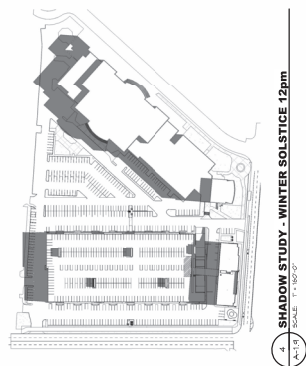 4
A-1.9
SHADOW STUDY - WINTER SOLSTICE 12pm
SCALE: 1" = 160'-0"